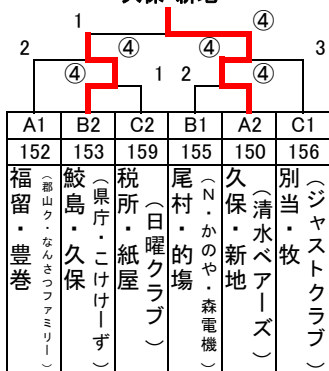 久保・新地
1 ④
2 ④ ④ 3
④ 1 2 ④
A1 B2 C2 B1 A2 C1
152 153 159 155 150 156
福留・豊巻（郡山ク・なんさつファミリー）
鮫島・久保（県庁・こけけーず）
税所・紙屋（日曜クラブ）
尾村・的場（N・かのや・森電機）
久保・新地（清水ベアーズ）
別当・牧（ジャストクラブ）